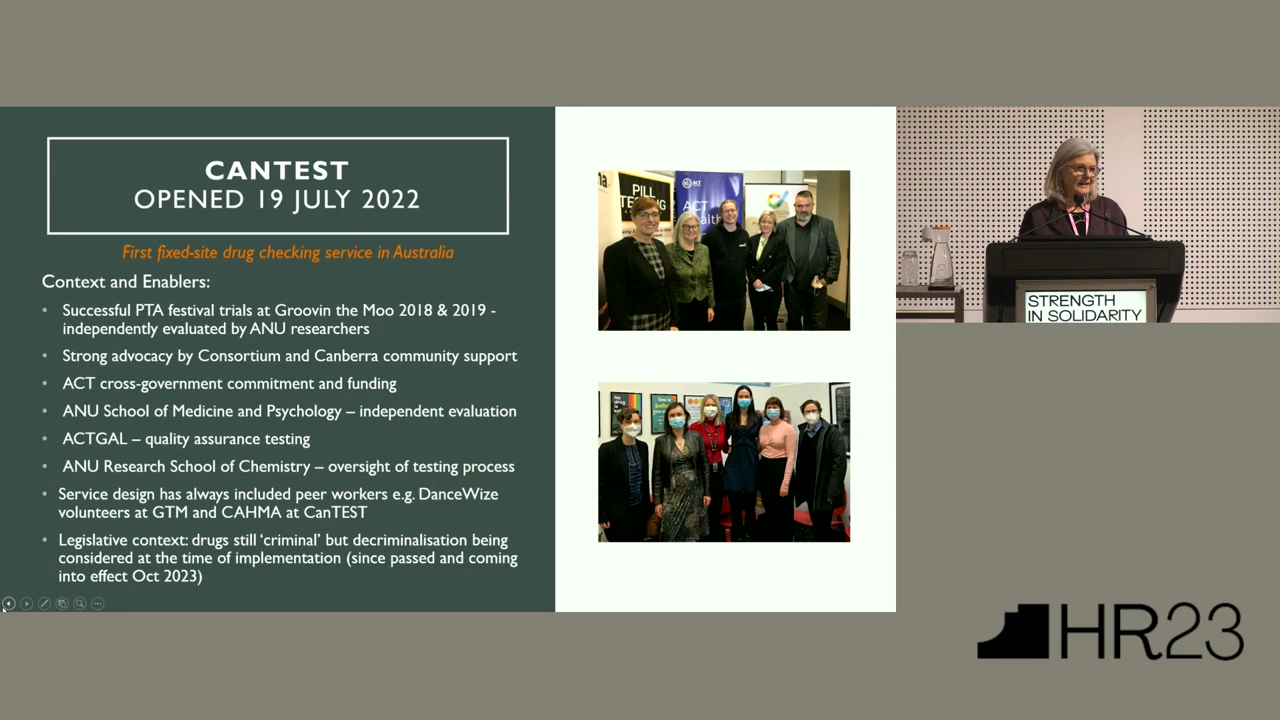 CANTEST
OPENED 19 JULY 2022
First fixed-site drug checking service in Australia
Context and Enablers:
• Successful PTA festival trials at Groovin the Moo 2018 & 2019 -
independently evaluated by ANU researchers
• Strong advocacy by Consortium and Canberra community support
• ACT cross-government commitment and funding
• ANU School of Medicine and Psychology – independent evaluation
• ACTGAL – quality assurance testing
• ANU Research School of Chemistry – oversight of testing process
• Service design has always included peer workers e.g. DanceWize
volunteers at GTM and CAHMA at CanTEST
• Legislative context: drugs still ‘criminal’ but decriminalisation being
considered at the time of implementation (since passed and coming
into effect Oct 2023)
PILL
ACT
ACT
STRENGTH
IN SOLIDARITY
HR23